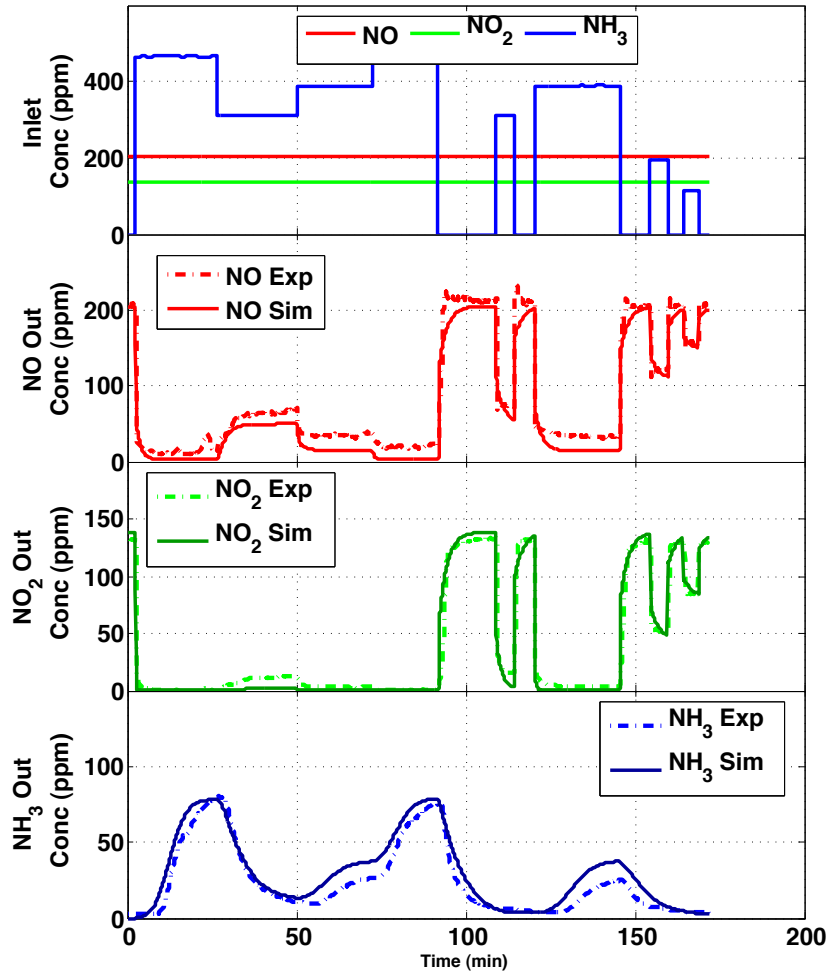 NO NO2 NH3
Inlet
Conc (ppm)
400
200
0
NO Exp
NO Sim
NO Out
Conc (ppm)
200
100
0
NO2 Exp
NO2 Sim
NO2 Out
Conc (ppm)
150
100
50
0
NH3 Exp
NH3 Sim
NH3 Out
Conc (ppm)
100
50
0
0 50 100 150 200
Time (min)